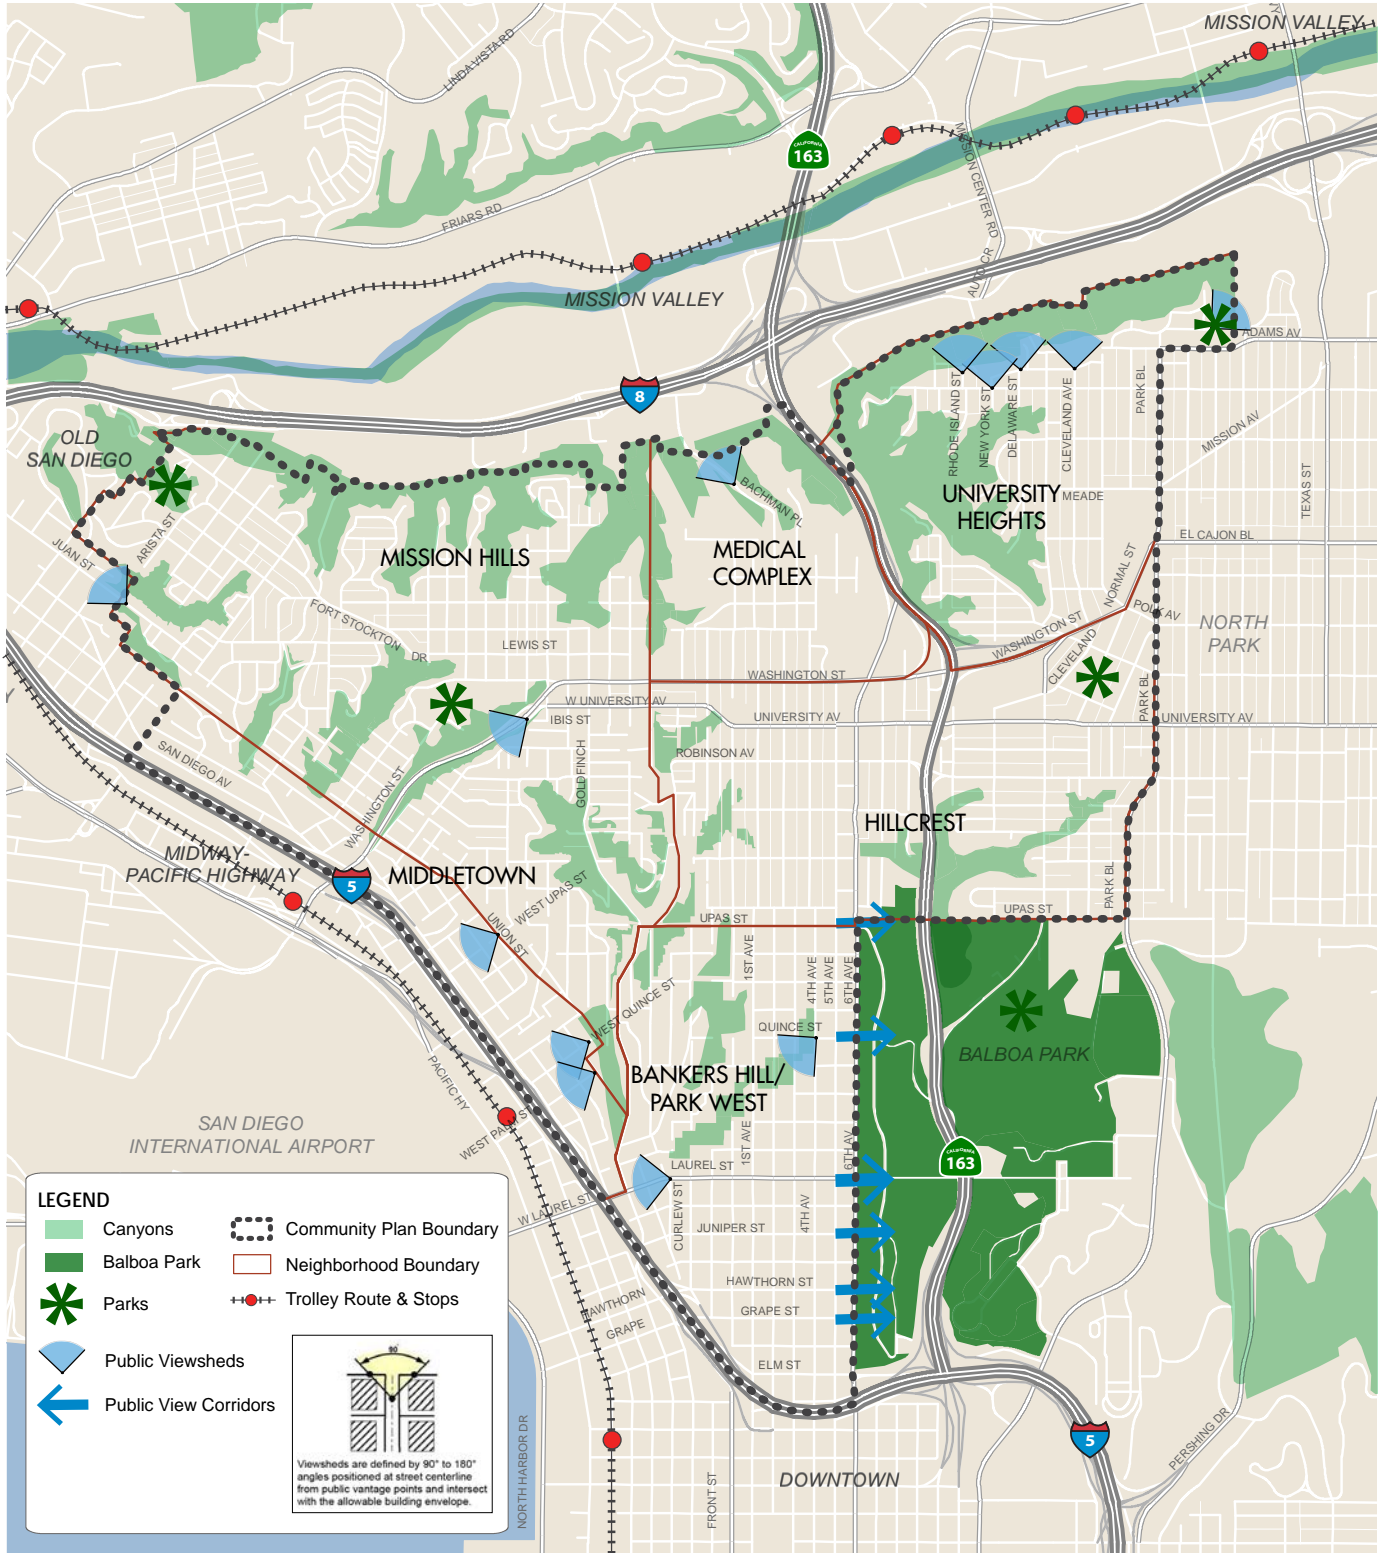 MISSION VALLEY
LINDA VISTA RD
CALIFORNIA
163
MISSION CENTER RD
FRIARS RD
AUTO CR
MISSION VALLEY
ADAMS AV
8
PARK BL
RHODE ISLAND ST
NEW YORK ST
DELAWARE ST
CLEVELAND AVE
MISSION AV
OLD
SAN DIEGO
TEXAS ST
BACHMAN PL
UNIVERSITY
HEIGHTS
MEADE
ARISTA ST
JUAN ST
EL CAJON BL
MISSION HILLS
MEDICAL
COMPLEX
NORMAL ST
POLK AV
FORT STOCKTON
DR
LEWIS ST
WASHINGTON ST
NORTH
PARK
CLEVELAND
WASHINGTON ST
PARK BL
W UNIVERSITY AV
IBIS ST
UNIVERSITY AV
UNIVERSITY AV
SAN DIEGO AV
ROBINSON AV
GOLDFINCH
WASHINGTON ST
HILLCREST
MIDWAY-
PACIFIC HIGHWAY
5
MIDDLETOWN
WEST UPAS ST
UNION ST
UPAS ST
UPAS ST
PARK BL
1ST AVE
4TH AVE
5TH AVE
6TH AVE
WEST QUINCE ST
QUINCE ST
BALBOA PARK
PACIFIC HY
BANKERS HILL/
PARK WEST
SAN DIEGO
INTERNATIONAL AIRPORT
WEST PALM S
1ST AVE
6TH AV
CALIFORNIA
163
LAUREL ST
W LAUREL ST
CURLEW ST
JUNIPER ST
4TH AV
HAWTHORN ST
HAWTHORN
GRAPE ST
GRAPE
ELM ST
NORTH HARBOR DR
FRONT ST
DOWNTOWN
5
PERSHING DR
LEGEND
Canyons
Balboa Park
Parks
Public Viewsheds
Public View Corridors
Community Plan Boundary
Neighborhood Boundary
Trolley Route & Stops
90°
Viewsheds are defined by 90° to 180°
angles positioned at street centerline
from public vantage points and intersect
with the allowable building envelope.